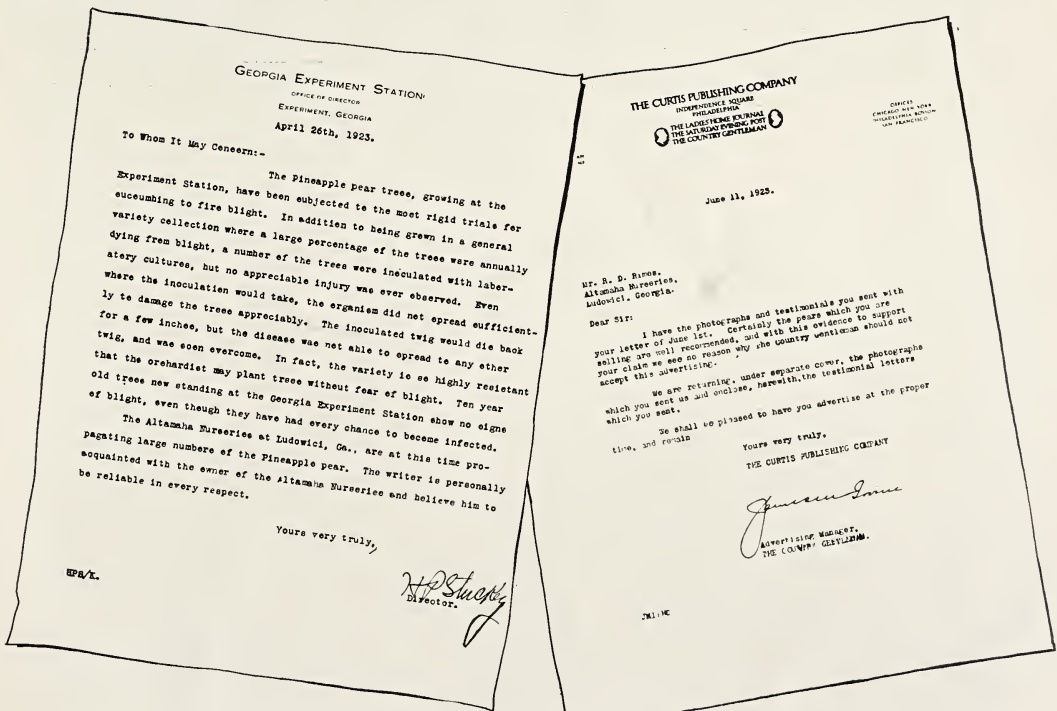 GEORGIA EXPERIMENT STATION
OFFICE OF DIRECTOR
EXPERIMENT, GEORGIA
April 26th, 1923.
To Whom It May Concern:-
The Pineapple pear trees, growing at the
Experiment Station, have been subjected to the most rigid trials for
succumbing to fire blight. In addition to being grown in a general
variety collection where a large percentage of the trees were annually
dying from blight, a number of the trees were inoculated with labor-
atory cultures, but no appreciable injury was ever observed. Even
where the inoculation would take, the organism did not spread sufficient-
ly to damage the trees appreciably. The inoculated twig would die back
for a few inches, but the disease was not able to spread to any other
twig, and was soon overcome. In fact, the variety is so highly resistant
that the orchardist may plant trees without fear of blight. Ten year
old trees now standing at the Georgia Experiment Station show no signs
of blight, even though they have had every chance to become infected.
The Altamaha Nurseries at Ludowici, Ga., are at this time pro-
pagating large numbers of the Pineapple pear. The writer is personally
acquainted with the owner of the Altamaha Nurseries and believe him to
be reliable in every respect.
Yours very truly,
H P Stuckey
Director.
HPS/K.
THE CURTIS PUBLISHING COMPANY
INDEPENDENCE SQUARE
PHILADELPHIA
THE LADIES HOME JOURNAL
THE SATURDAY EVENING POST
THE COUNTRY GENTLEMAN
OFFICES
CHICAGO NEW YORK
PHILADELPHIA BOSTON
SAN FRANCISCO
June 11, 1923.
Mr. R. D. Rimes,
Altamaha Nurseries,
Ludowici, Georgia.
Dear Sir:
I have the photographs and testimonials you sent with
your letter of June 1st. Certainly the pears which you are
selling are well recommended, and with this evidence to support
your claim we see no reason why The Country Gentleman should not
accept this advertising.
We are returning, under separate cover, the photographs
which you sent us and enclose, herewith, the testimonial letters
which you sent.
We shall be pleased to have you advertise at the proper
time, and remain
Yours very truly,
THE CURTIS PUBLISHING COMPANY
Advertising Manager,
THE COUNTRY GENTLEMAN.